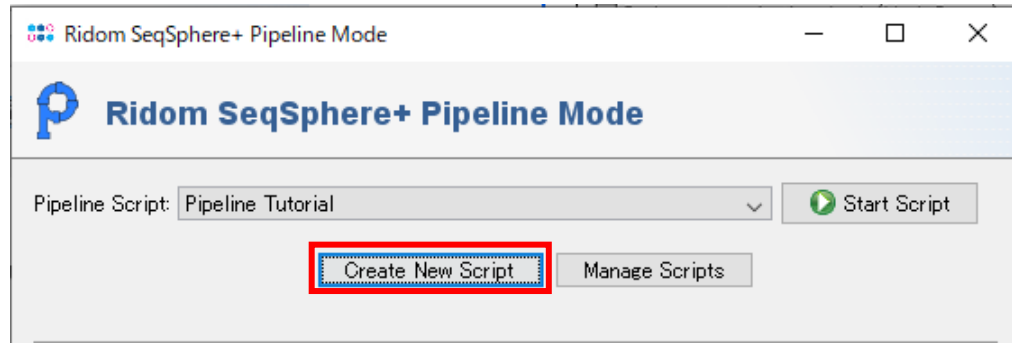 Ridom SeqSphere+ Pipeline Mode
Ridom SeqSphere+ Pipeline Mode
Pipeline Script: Pipeline Tutorial Start Script
Create New Script Manage Scripts